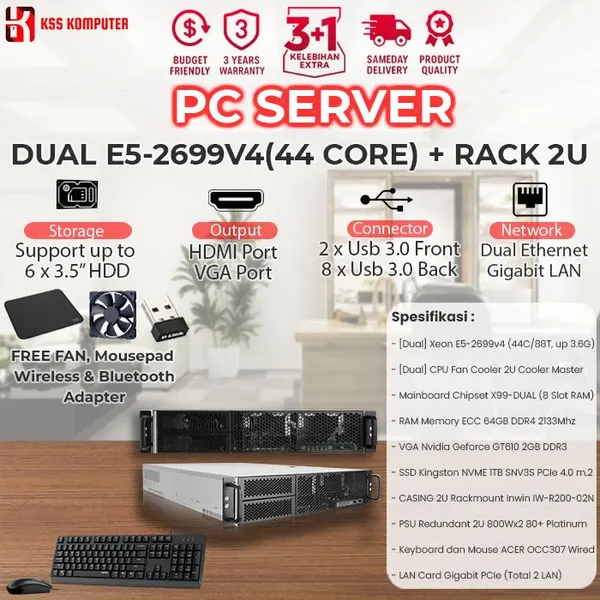 KSS KOMPUTER
$
BUDGET
FRIENDLY
3
3 YEARS
WARRANTY
3+1
KELEBIHAN
EXTRA
SAMEDAY
DELIVERY
PRODUCT
QUALITY
PC SERVER
DUAL E5-2699V4(44 CORE) + RACK 2U
Storage
Support up to
6 x 3.5" HDD
Output
HDMI Port
VGA Port
Connector
2 x Usb 3.0 Front
8 x Usb 3.0 Back
Network
Dual Ethernet
Gigabit LAN
FREE FAN, Mousepad
Wireless & Bluetooth
Adapter
Spesifikasi :
- [Dual] Xeon E5-2699v4 (44C/88T, up 3.6G)
- [Dual] CPU Fan Cooler 2U Cooler Master
- Mainboard Chipset X99-DUAL (8 Slot RAM)
- RAM Memory ECC 64GB DDR4 2133Mhz
- VGA Nvidia Geforce GT610 2GB DDR3
- SSD Kingston NVME 1TB SNV3S PCIe 4.0 m.2
- CASING 2U Rackmount Inwin IW-R200-02N
- PSU Redundant 2U 800Wx2 80+ Platinum
- Keyboard dan Mouse ACER OCC307 Wired
- LAN Card Gigabit PCIe (Total 2 LAN)